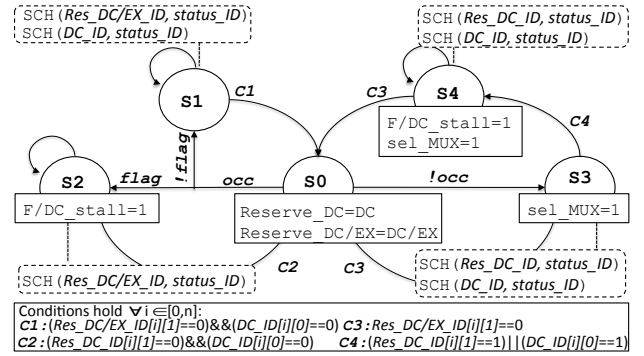 SCH(Res_DC/EX_ID, status_ID)
SCH(DC_ID, status_ID)
SCH(Res_DC_ID, status_ID)
SCH(DC_ID, status_ID)
S1
C1
C3
S4
F/DC_stall=1
sel_MUX=1
C4
!flag
S2
flag
occ
S0
!occ
S3
F/DC_stall=1
Reserve_DC=DC
Reserve_DC/EX=DC/EX
sel_MUX=1
SCH(Res_DC/EX_ID, status_ID)
C2
C3
SCH(Res_DC_ID, status_ID)
SCH(DC_ID, status_ID)
Conditions hold ∀ i ∈[0,n]:
C1:(Res_DC/EX_ID[i][1]==0)&&(DC_ID[i][0]==0) C3:Res_DC/EX_ID[i][1]==0
C2:(Res_DC_ID[i][1]==0)&&(DC_ID[i][0]==0) C4:(Res_DC_ID[i][1]==1)||(DC_ID[i][0]==1)